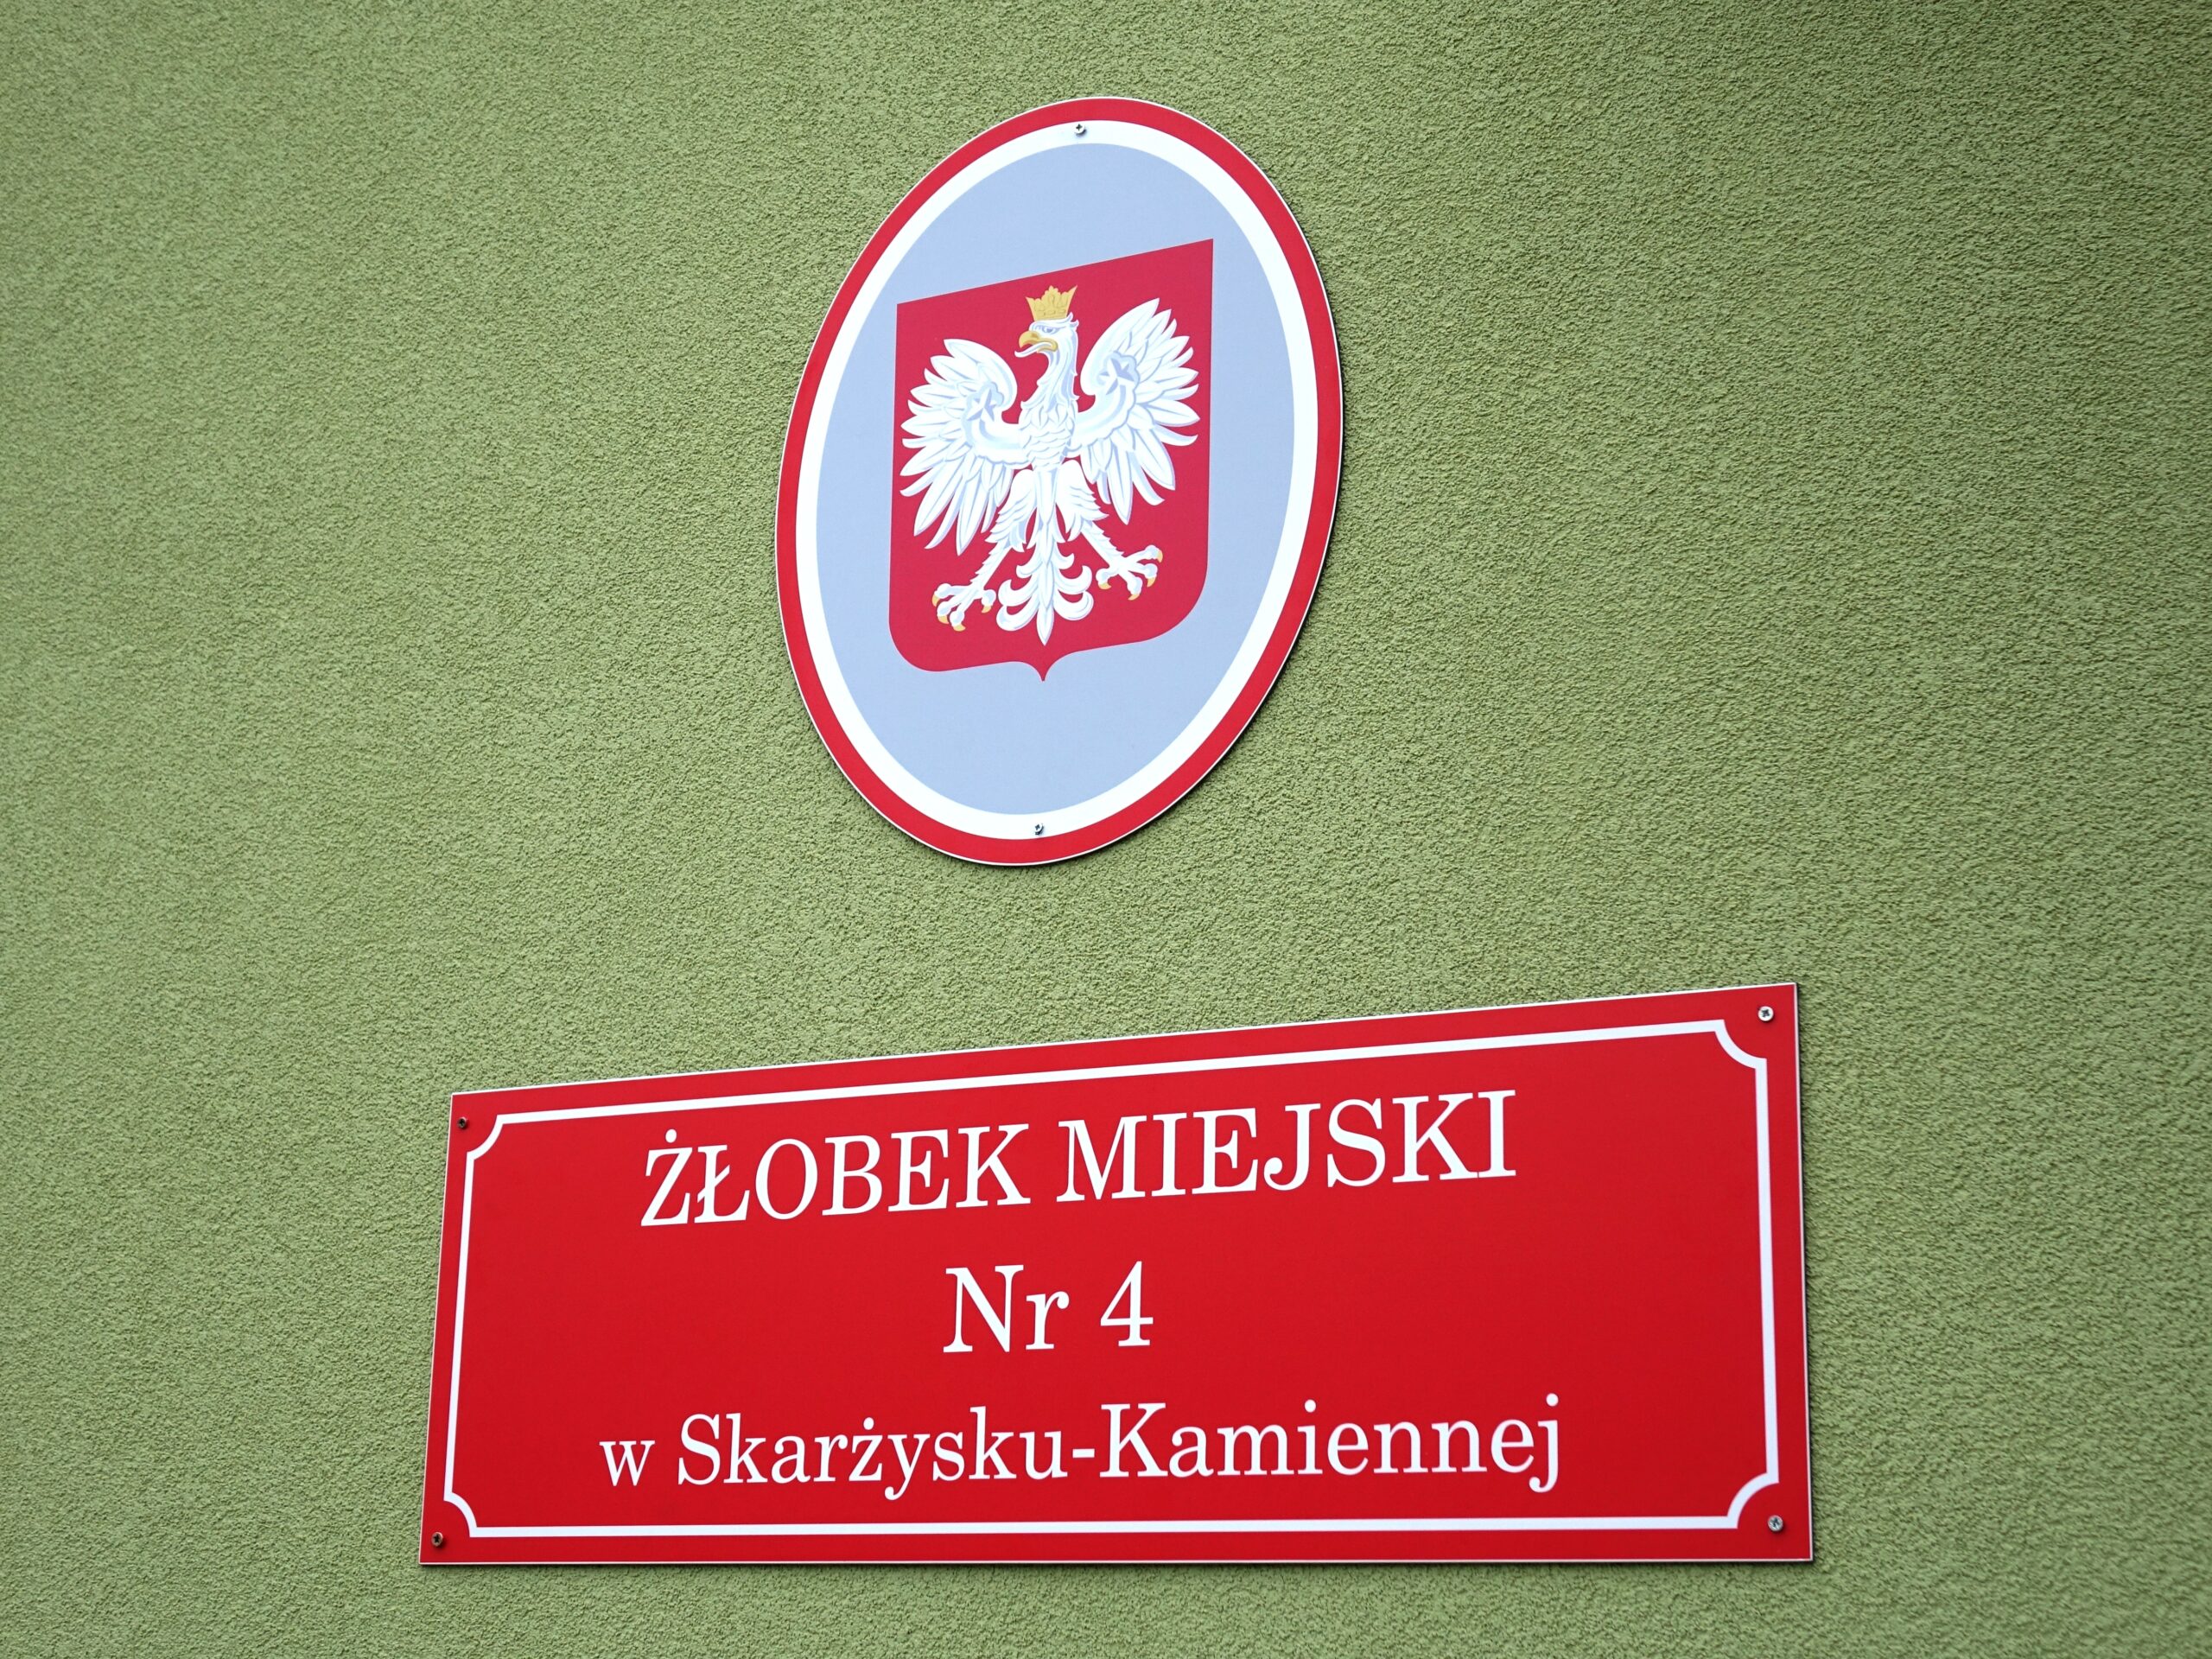 ŻŁOBEK MIEJSKI
Nr 4
w Skarżysku-Kamiennej